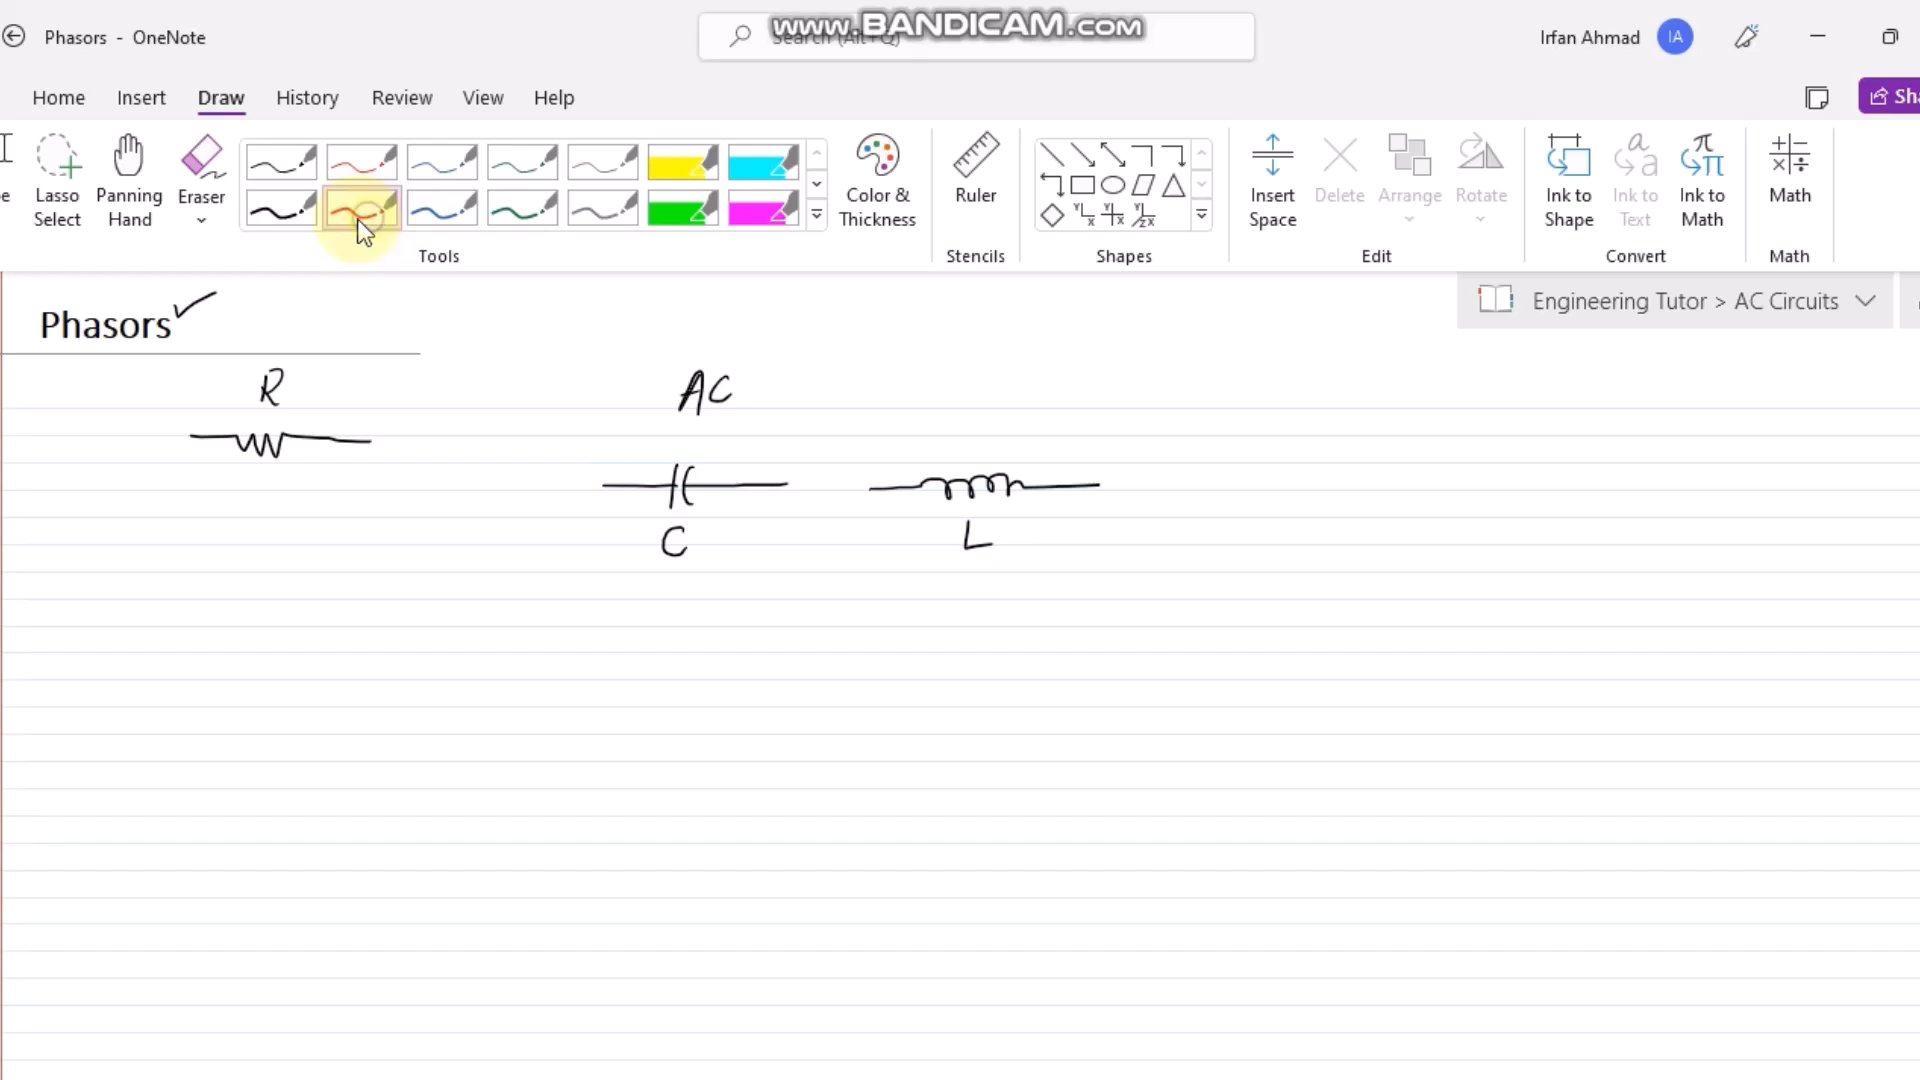 Phasors - OneNote
www.BANDICAM.com
Irfan Ahmad
IA
Home Insert Draw History Review View Help
Sha
Lasso Select
Panning Hand
Eraser
Color & Thickness
Ruler
Insert Space
Delete
Arrange
Rotate
Ink to Shape
Ink to Text
Ink to Math
Math
Tools
Stencils
Shapes
Edit
Convert
Math
Phasors
Engineering Tutor > AC Circuits
R
AC
C
L